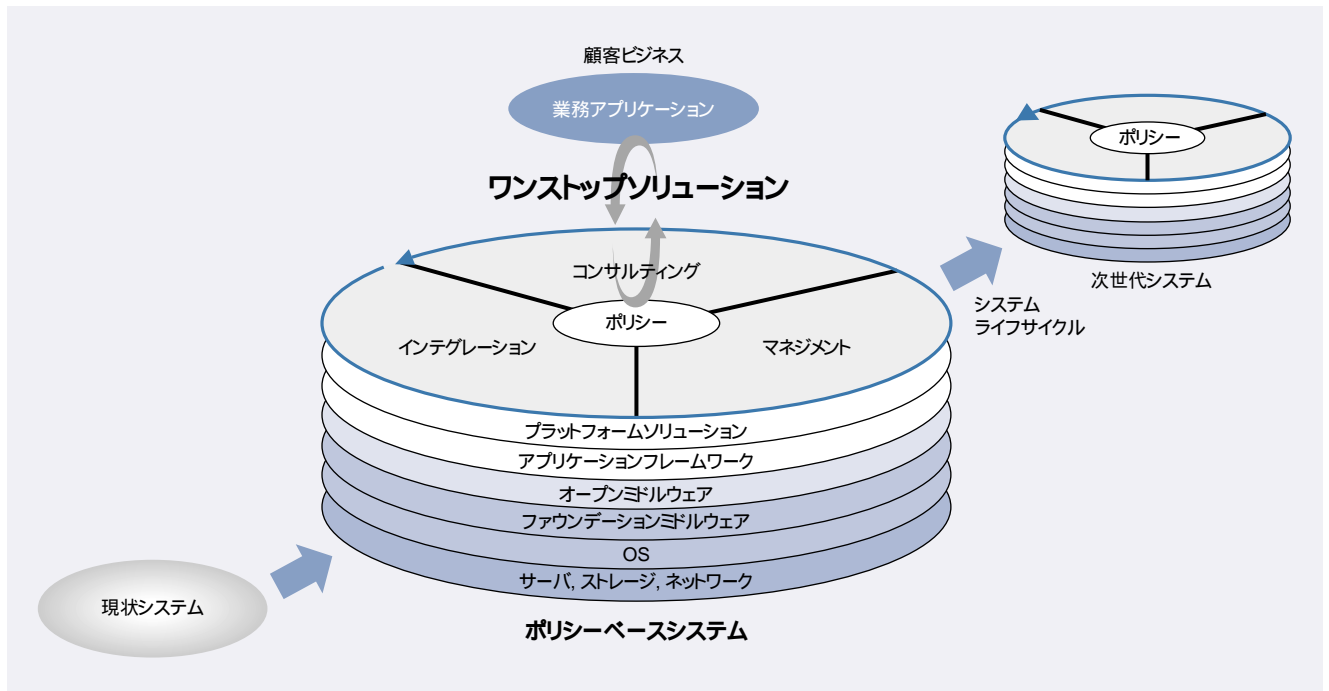 顧客ビジネス
業務アプリケーション
ワンストップソリューション
コンサルティング
ポリシー
インテグレーション
マネジメント
プラットフォームソリューション
アプリケーションフレームワーク
オープンミドルウェア
ファウンデーションミドルウェア
OS
サーバ, ストレージ, ネットワーク
ポリシーベースシステム
現状システム
システム
ライフサイクル
ポリシー
次世代システム